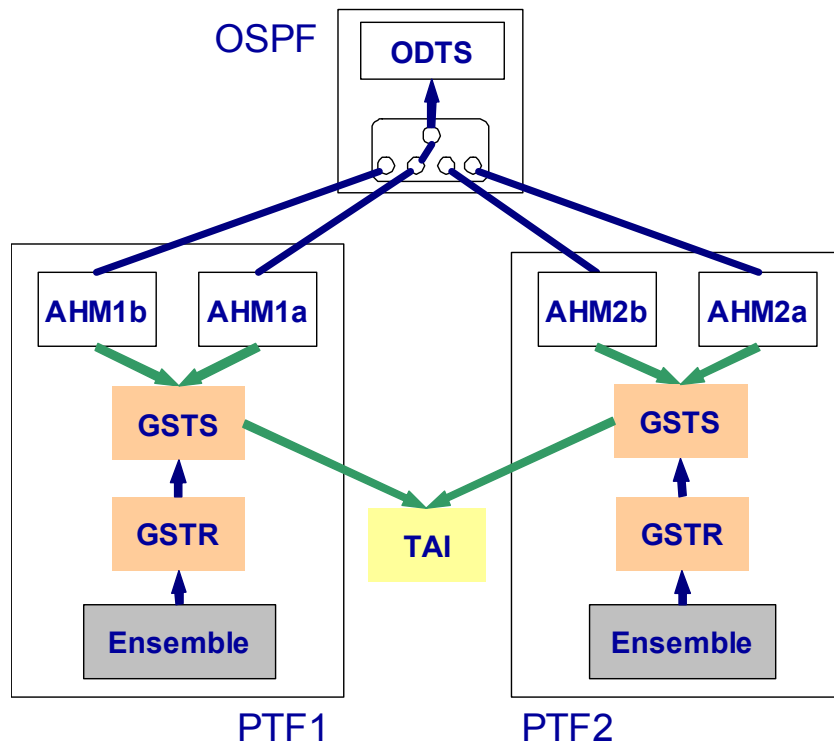 OSPF
ODTS
AHM1b
AHM1a
AHM2b
AHM2a
GSTS
GSTS
GSTR
TAI
GSTR
Ensemble
Ensemble
PTF1
PTF2